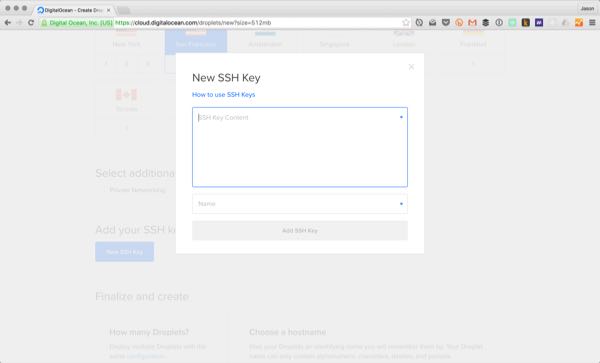 DigitalOcean - Create Dro
Jason
Digital Ocean, Inc. [US] https://cloud.digitalocean.com/droplets/new?size=512mb
New York San Francisco Amsterdam Singapore London Frankfurt
Toronto
New SSH Key
How to use SSH Keys
SSH Key Content
Name
Add SSH Key
Select additiona
Private Networking
Add your SSH ke
New SSH Key
Finalize and create
How many Droplets?
Deploy multiple Droplets with the
same configuration.
Choose a hostname
Give your Droplets an identifying name you will remember them by. Your Droplet
name can only contain alphanumeric characters, dashes, and periods.